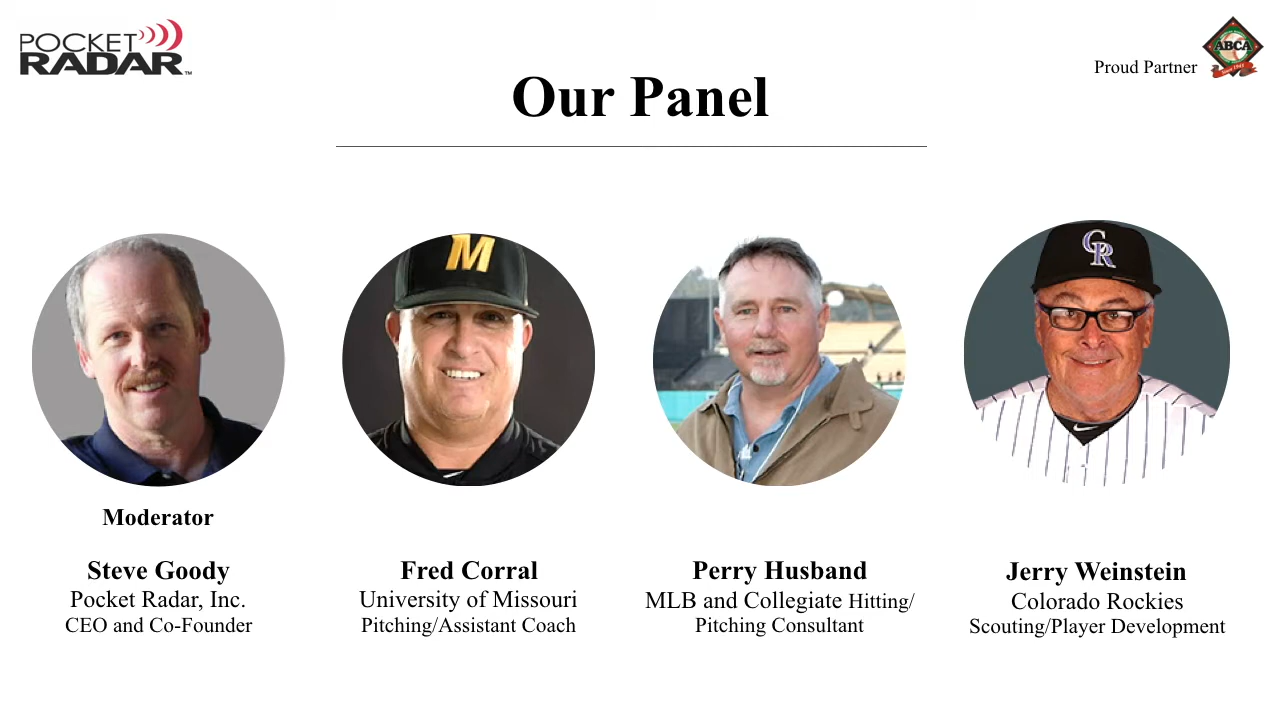 POCKET
RADAR™
Proud Partner
ABCA
Our Panel
M
CR
Moderator
Steve Goody
Pocket Radar, Inc.
CEO and Co-Founder
Fred Corral
University of Missouri
Pitching/Assistant Coach
Perry Husband
MLB and Collegiate Hitting/
Pitching Consultant
Jerry Weinstein
Colorado Rockies
Scouting/Player Development